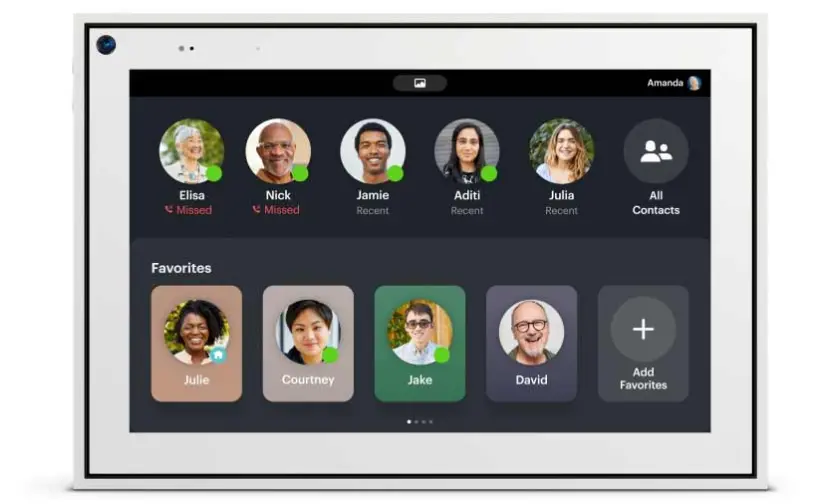 Amanda
Elisa
Missed
Nick
Missed
Jamie
Recent
Aditi
Recent
Julia
Recent
All
Contacts
Favorites
Julie
Courtney
Jake
David
Add
Favorites